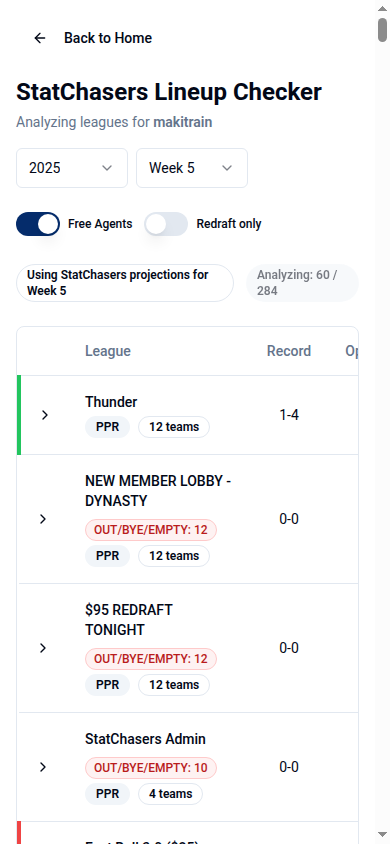 Back to Home
StatChasers Lineup Checker
Analyzing leagues for makitrain
2025 Week 5
Free Agents Redraft only
Using StatChasers projections for
Week 5
Analyzing: 60 /
284
League Record Op
Thunder
PPR 12 teams
1-4
NEW MEMBER LOBBY -
DYNASTY
OUT/BYE/EMPTY: 12
PPR 12 teams
0-0
$95 REDRAFT
TONIGHT
OUT/BYE/EMPTY: 12
PPR 12 teams
0-0
StatChasers Admin
OUT/BYE/EMPTY: 10
PPR 4 teams
0-0